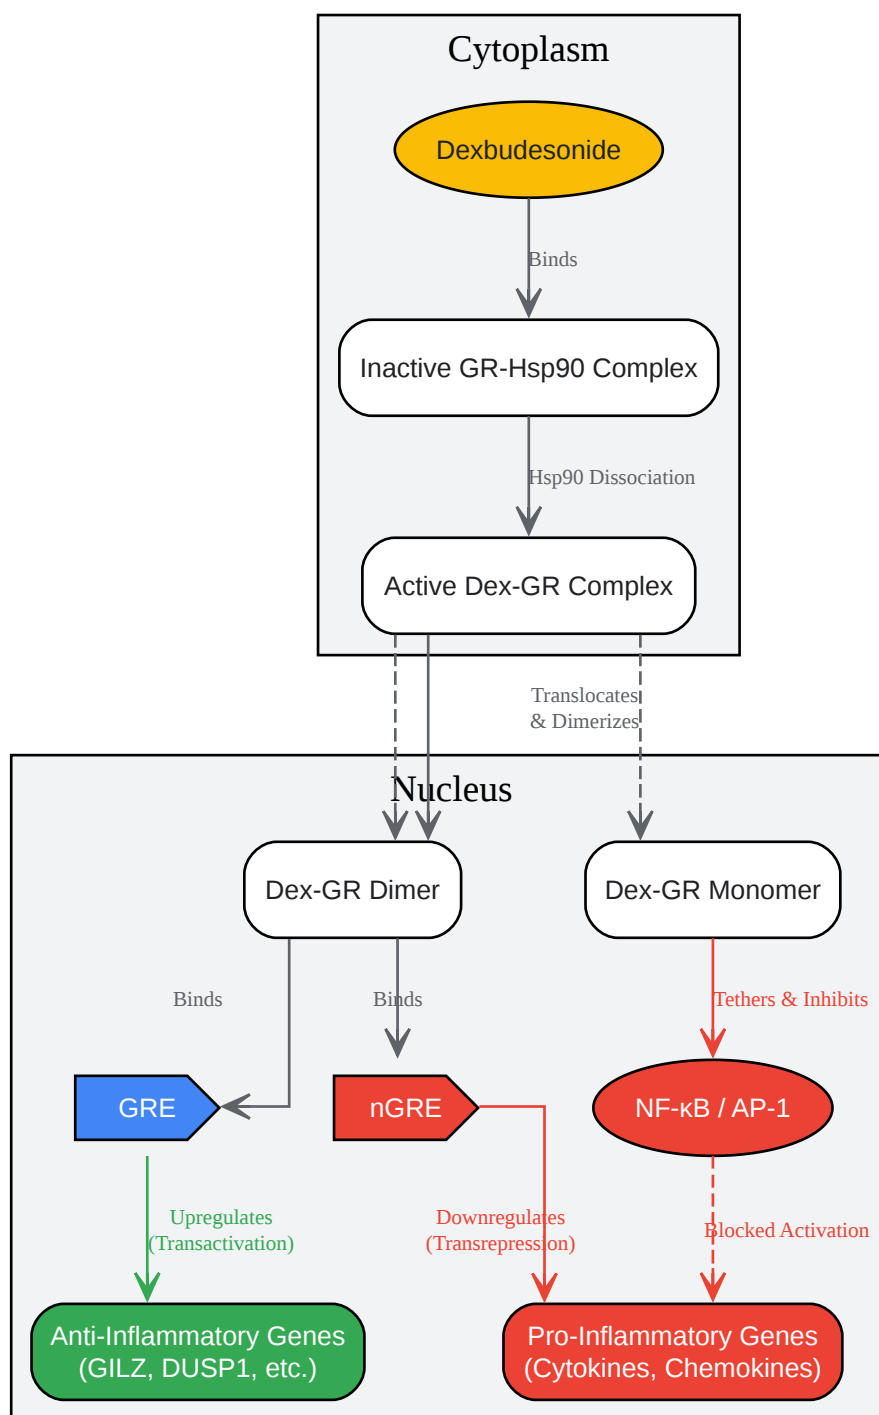 Cytoplasm
Dexbudesonide
Binds
Inactive GR-Hsp90 Complex
Hsp90 Dissociation
Active Dex-GR Complex
Translocates
& Dimerizes
Nucleus
Dex-GR Dimer
Dex-GR Monomer
Binds
Binds
Tethers & Inhibits
GRE
nGRE
NF-κB / AP-1
Upregulates
(Transactivation)
Downregulates
(Transrepression)
Blocked Activation
Anti-Inflammatory Genes
(GILZ, DUSP1, etc.)
Pro-Inflammatory Genes
(Cytokines, Chemokines)